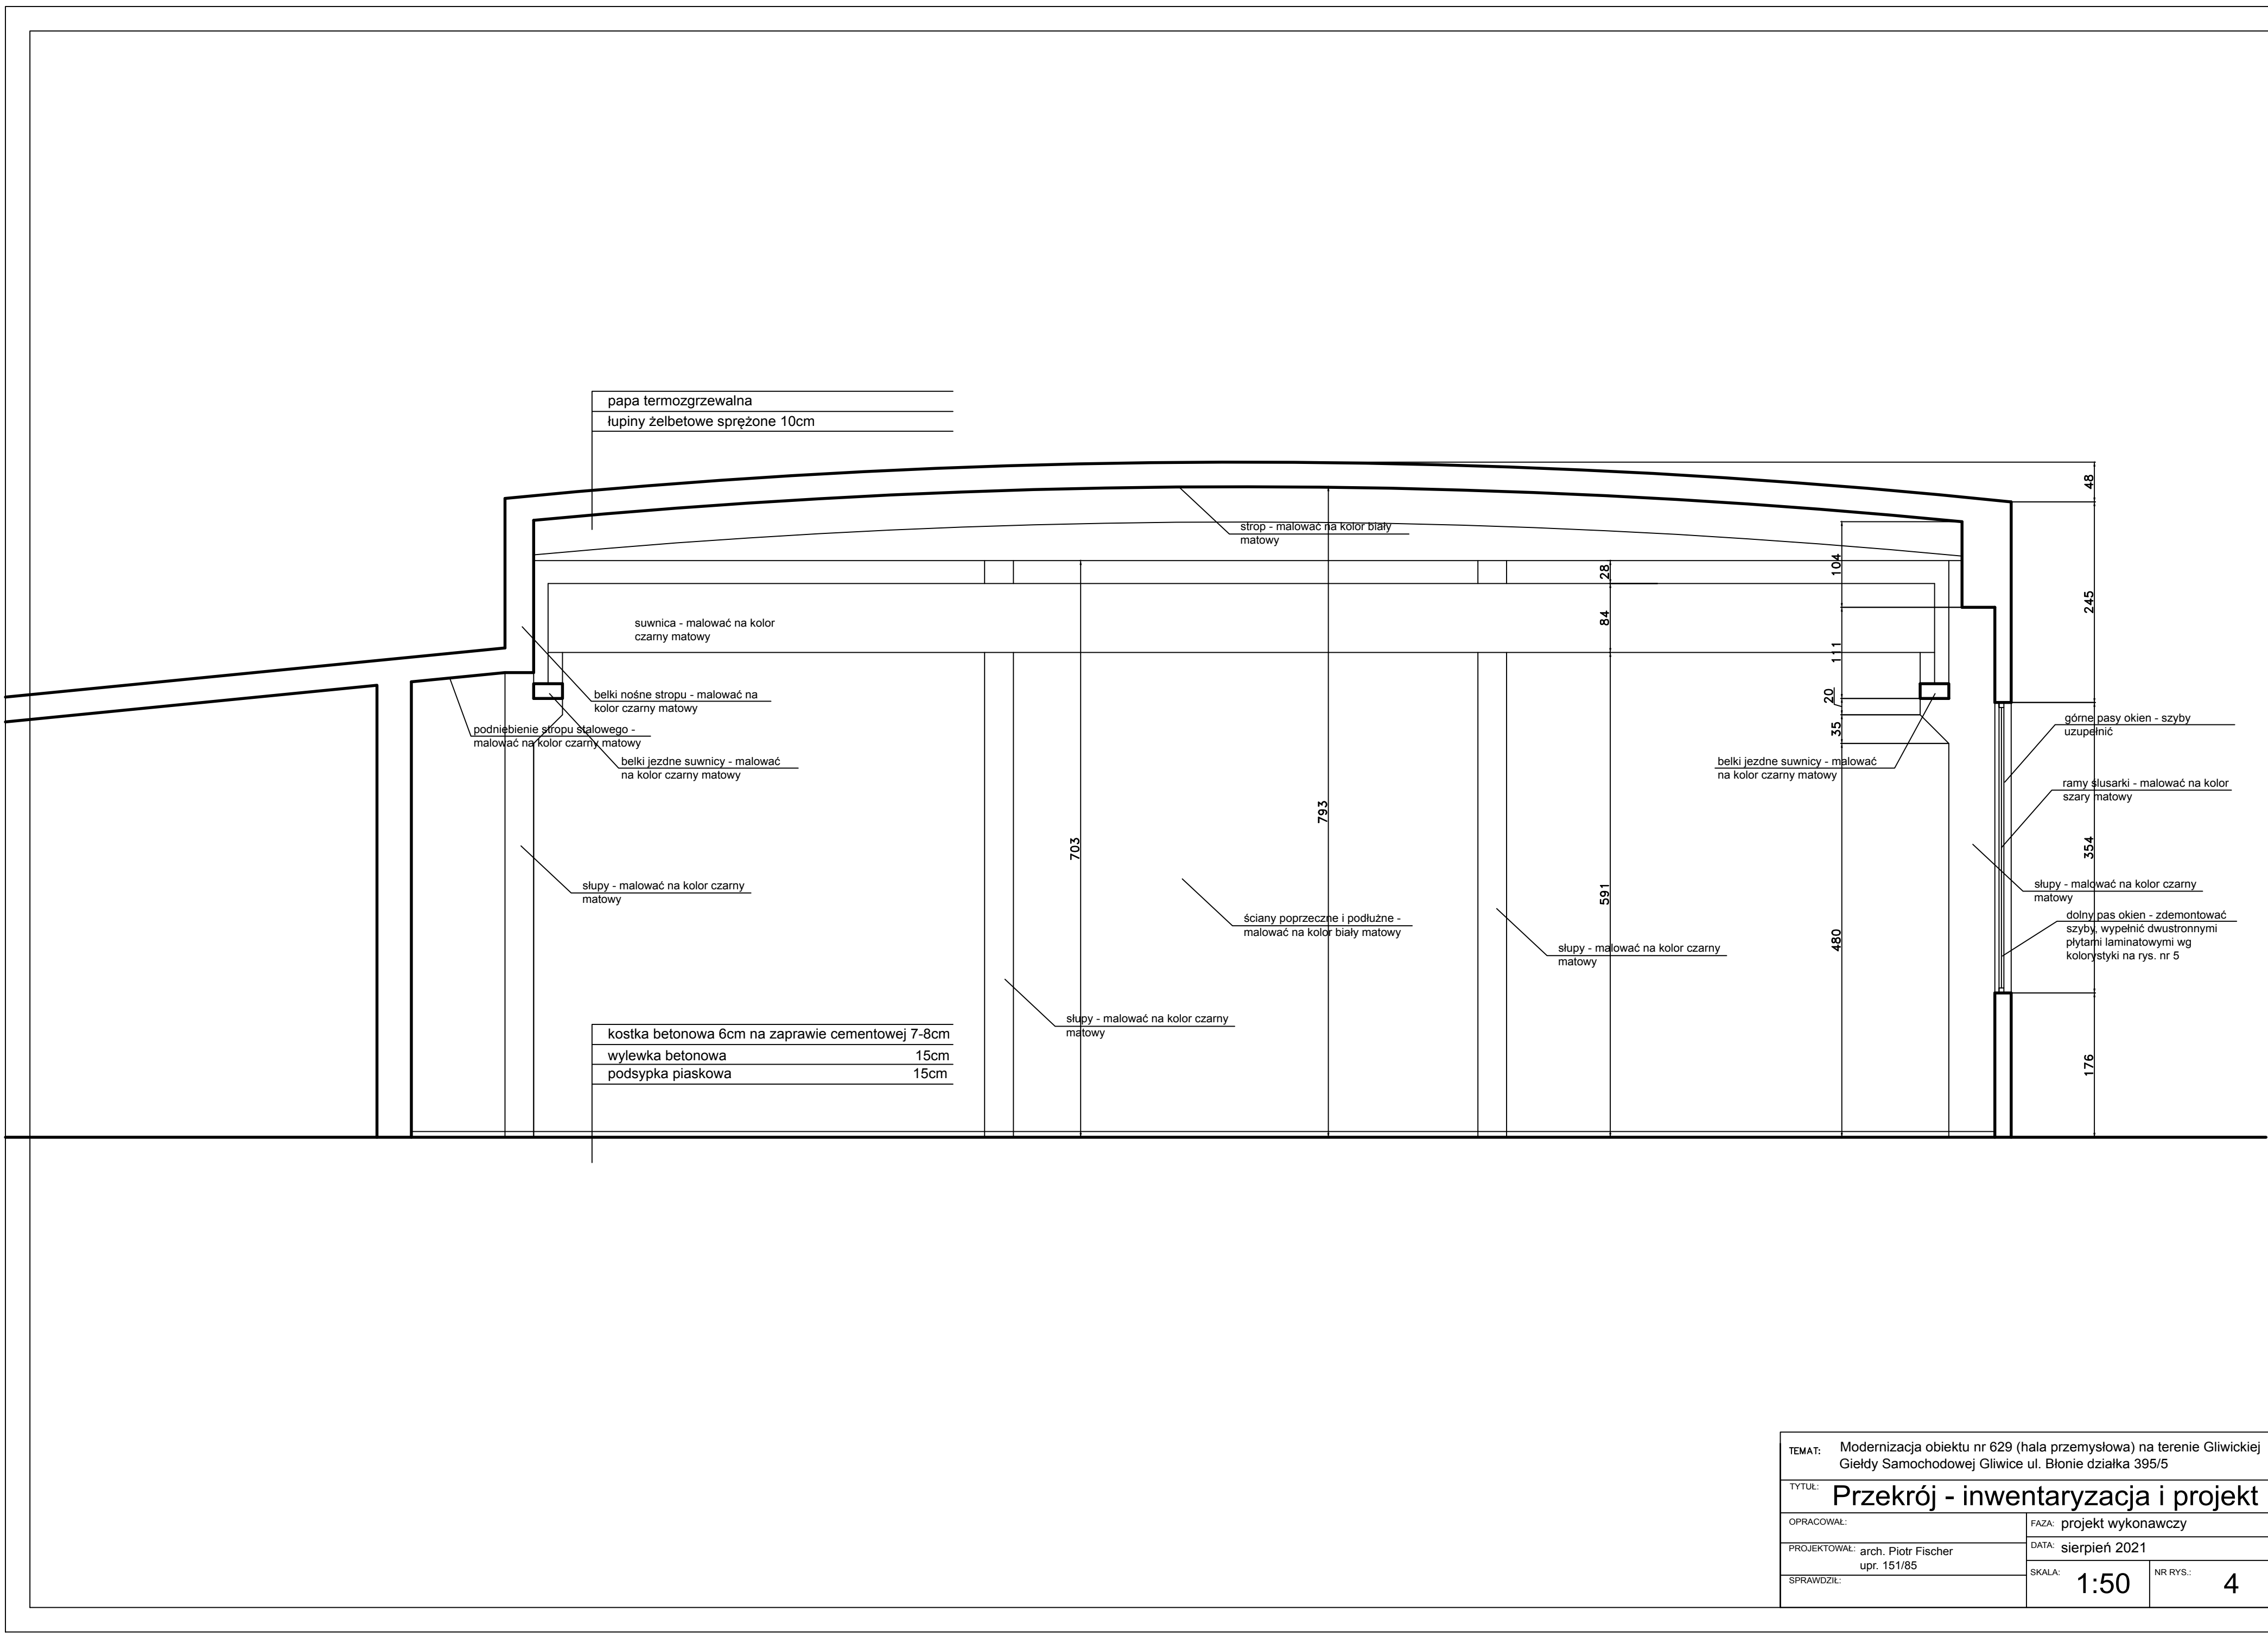 papa termozgrzewalna
łupiny żelbetowe sprężone 10cm
strop - malować na kolor biały
matowy
suwnica - malować na kolor
czarny matowy
belki nośne stropu - malować na
kolor czarny matowy
podniebienie stropu stalowego -
malować na kolor czarny matowy
belki jezdne suwnicy - malować
na kolor czarny matowy
słupy - malować na kolor czarny
matowy
703
793
ściany poprzeczne i podłużne -
malować na kolor biały matowy
słupy - malować na kolor czarny
matowy
kostka betonowa 6cm na zaprawie cementowej 7-8cm
wylewka betonowa 15cm
podsypka piaskowa 15cm
28
84
591
słupy - malować na kolor czarny
matowy
104
111
20
35
480
belki jezdne suwnicy - malować
na kolor czarny matowy
48
245
354
176
górne pasy okien - szyby
uzupełnić
ramy ślusarki - malować na kolor
szary matowy
słupy - malować na kolor czarny
matowy
dolny pas okien - zdemontować
szyby, wypełnić dwustronnymi
płytami laminatowymi wg
kolorystyki na rys. nr 5
TEMAT: Modernizacja obiektu nr 629 (hala przemysłowa) na terenie Gliwickiej
Giełdy Samochodowej Gliwice ul. Błonie działka 395/5
TYTUŁ: Przekrój - inwentaryzacja i projekt
OPRACOWAŁ:
FAZA: projekt wykonawczy
PROJEKTOWAŁ: arch. Piotr Fischer
upr. 151/85
DATA: sierpień 2021
SPRAWDZIŁ:
SKALA: 1:50
NR RYS.: 4